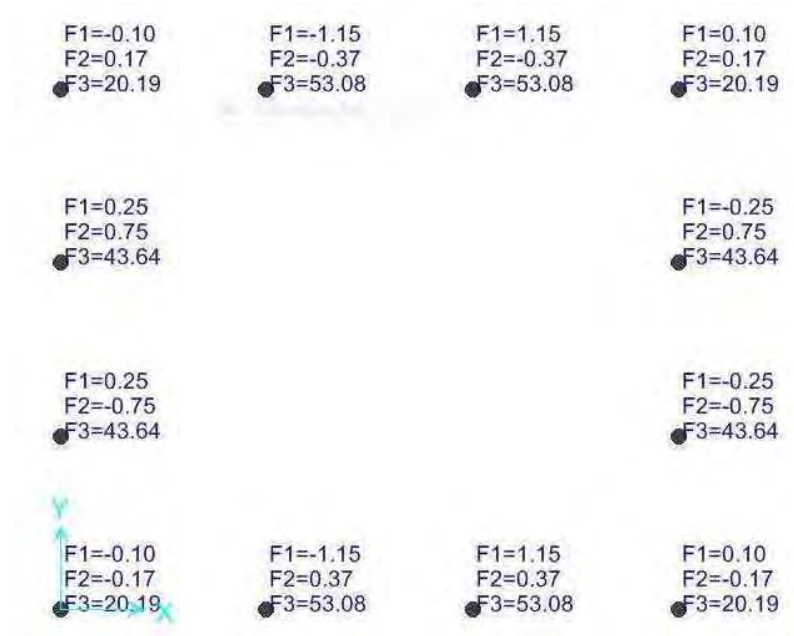 F1=-0.10
F2=0.17
F3=20.19
F1=-1.15
F2=-0.37
F3=53.08
F1=1.15
F2=-0.37
F3=53.08
F1=0.10
F2=0.17
F3=20.19
F1=0.25
F2=0.75
F3=43.64
F1=-0.25
F2=0.75
F3=43.64
F1=0.25
F2=-0.75
F3=43.64
F1=-0.25
F2=-0.75
F3=43.64
Y
F1=-0.10
F2=-0.17
F3=20.19
X
F1=-1.15
F2=0.37
F3=53.08
F1=1.15
F2=0.37
F3=53.08
F1=0.10
F2=-0.17
F3=20.19